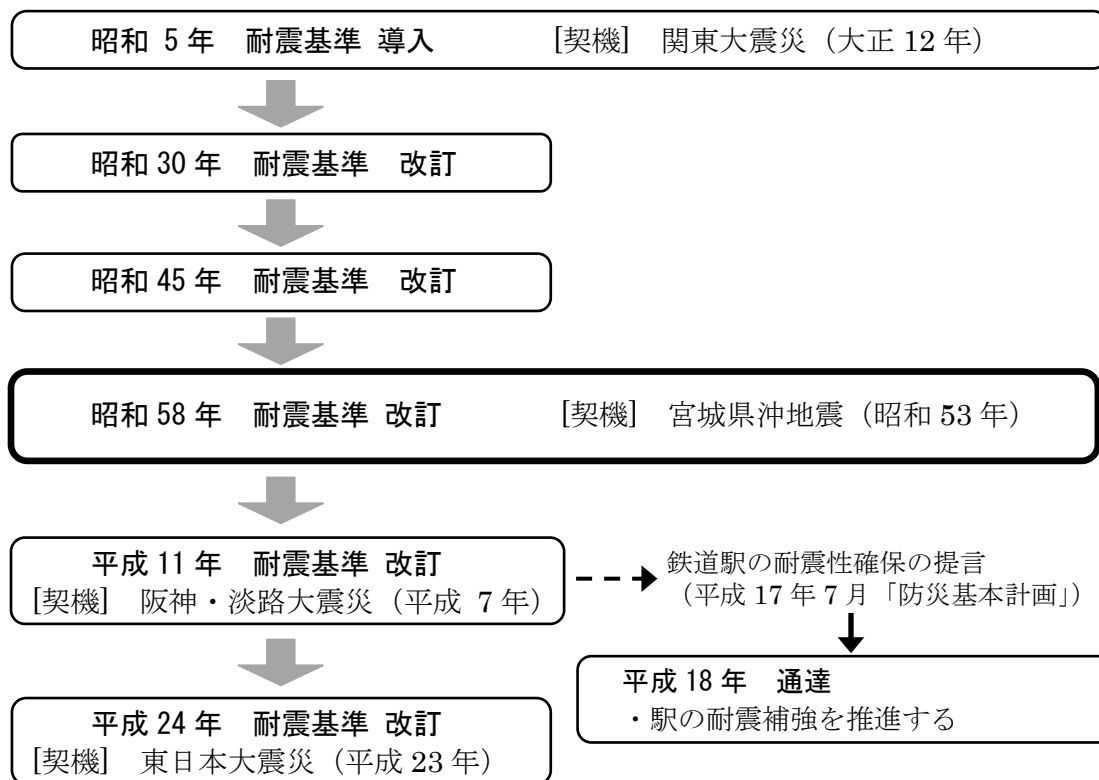 昭和 5 年　耐震基準 導入　　[契機]　関東大震災（大正 12 年）
昭和 30 年　耐震基準　改訂
昭和 45 年　耐震基準　改訂
昭和 58 年　耐震基準 改訂　　[契機]　宮城県沖地震（昭和 53 年）
平成 11 年　耐震基準 改訂
[契機]　阪神・淡路大震災（平成 7 年）
鉄道駅の耐震性確保の提言
（平成 17 年 7 月「防災基本計画」）
平成 18 年　通達
・駅の耐震補強を推進する
平成 24 年　耐震基準 改訂
[契機]　東日本大震災（平成 23 年）